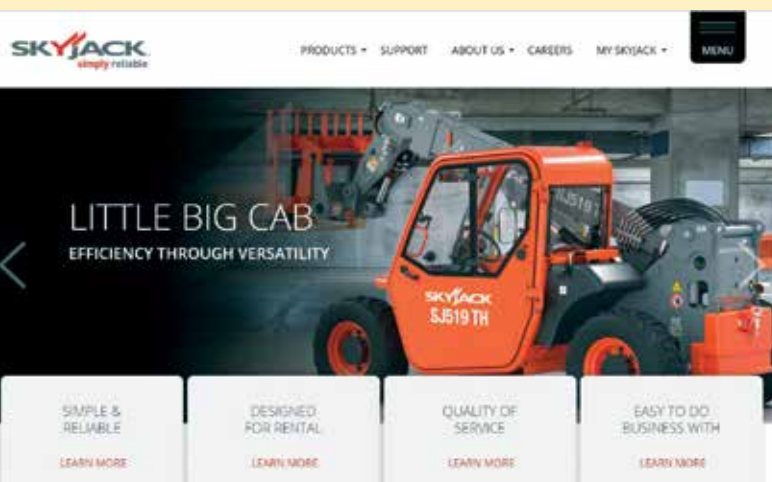 SKYJACK
simply reliable
PRODUCTS SUPPORT ABOUT US CAREERS MY SKYJACK MENU
LITTLE BIG CAB
EFFICIENCY THROUGH VERSATILITY
SJ519 T
SKYJACK
SJ519 TH
SIMPLE &
RELIABLE
LEARN MORE
DESIGNED
FOR RENTAL
LEARN MORE
QUALITY OF
SERVICE
LEARN MORE
EASY TO DO
BUSINESS WITH
LEARN MORE